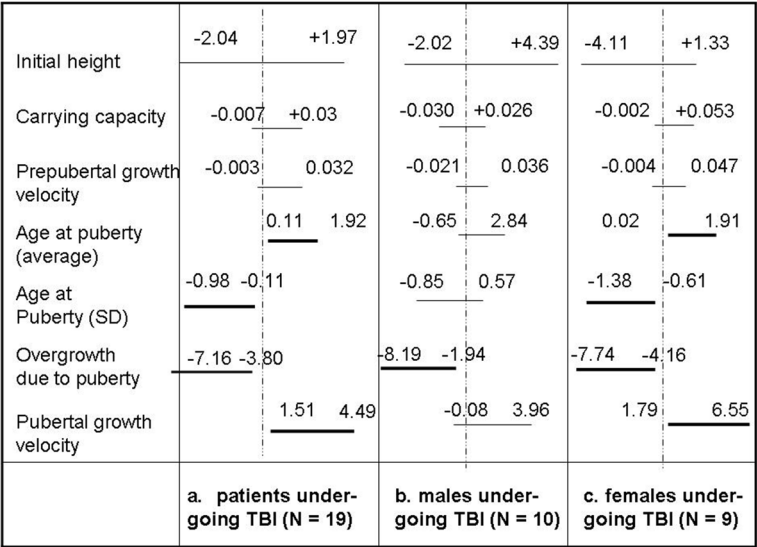 -2.04 +1.97 -2.02 +4.39 -4.11 +1.33
Initial height
Carrying capacity -0.007 +0.03 -0.030 +0.026 -0.002 +0.053
Prepubertal growth -0.003 0.032 -0.021 0.036 -0.004 0.047
velocity
Age at puberty 0.11 1.92 -0.65 2.84 0.02 1.91
(average)
Age at -0.98 -0.11 -0.85 0.57 -1.38 -0.61
Puberty (SD)
Overgrowth -7.16 -3.80 -8.19 -1.94 -7.74 -4.16
due to puberty
Pubertal growth 1.51 4.49 -0.08 3.96 1.79 6.55
velocity
a. patients under- b. males under- c. females under-
going TBI (N = 19) going TBI (N = 10) going TBI (N = 9)